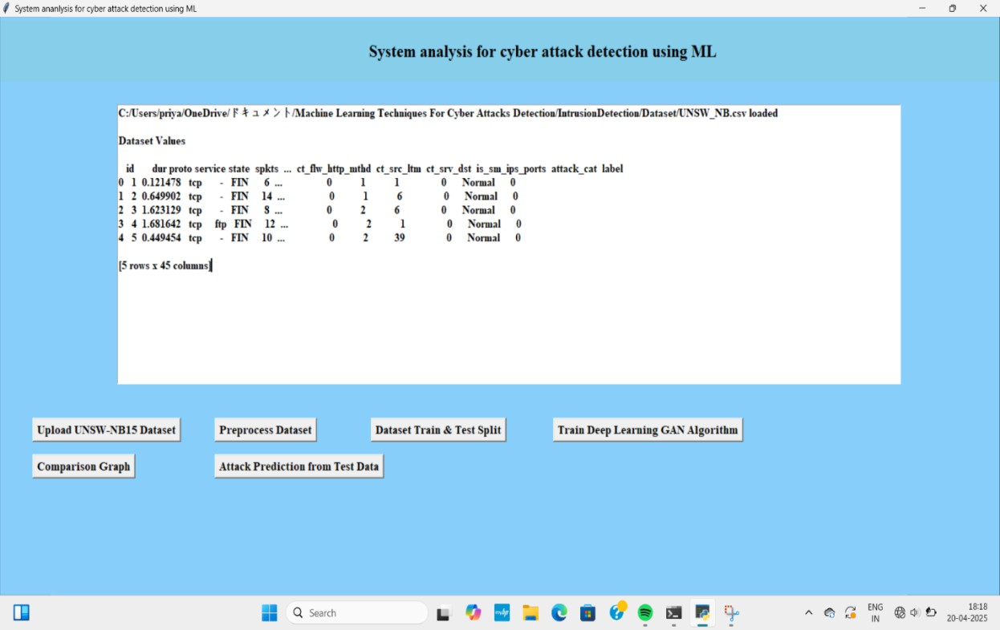 System ananlysis for cyber attack detection using ML
System analysis for cyber attack detection using ML
C:/Users/priya/OneDrive/ドキュメント/Machine Learning Techniques For Cyber Attacks Detection/IntrusionDetection/Dataset/UNSW_NB.csv loaded
Dataset Values
id dur proto service state spkts ... ct_flw_http_mthd ct_src_ltm ct_srv_dst is_sm_ips_ports attack_cat label
0 1 0.121478 tcp - FIN 6 ... 0 1 1 0 Normal 0
1 2 0.649902 tcp - FIN 14 ... 0 1 6 0 Normal 0
2 3 1.623129 tcp - FIN 8 ... 0 2 6 0 Normal 0
3 4 1.681642 tcp ftp FIN 12 ... 0 2 1 0 Normal 0
4 5 0.449454 tcp - FIN 10 ... 0 2 39 0 Normal 0
[5 rows x 45 columns]
Upload UNSW-NB15 Dataset Preprocess Dataset Dataset Train & Test Split Train Deep Learning GAN Algorithm
Comparison Graph Attack Prediction from Test Data
Search
ENG
IN
18:18
20-04-2025